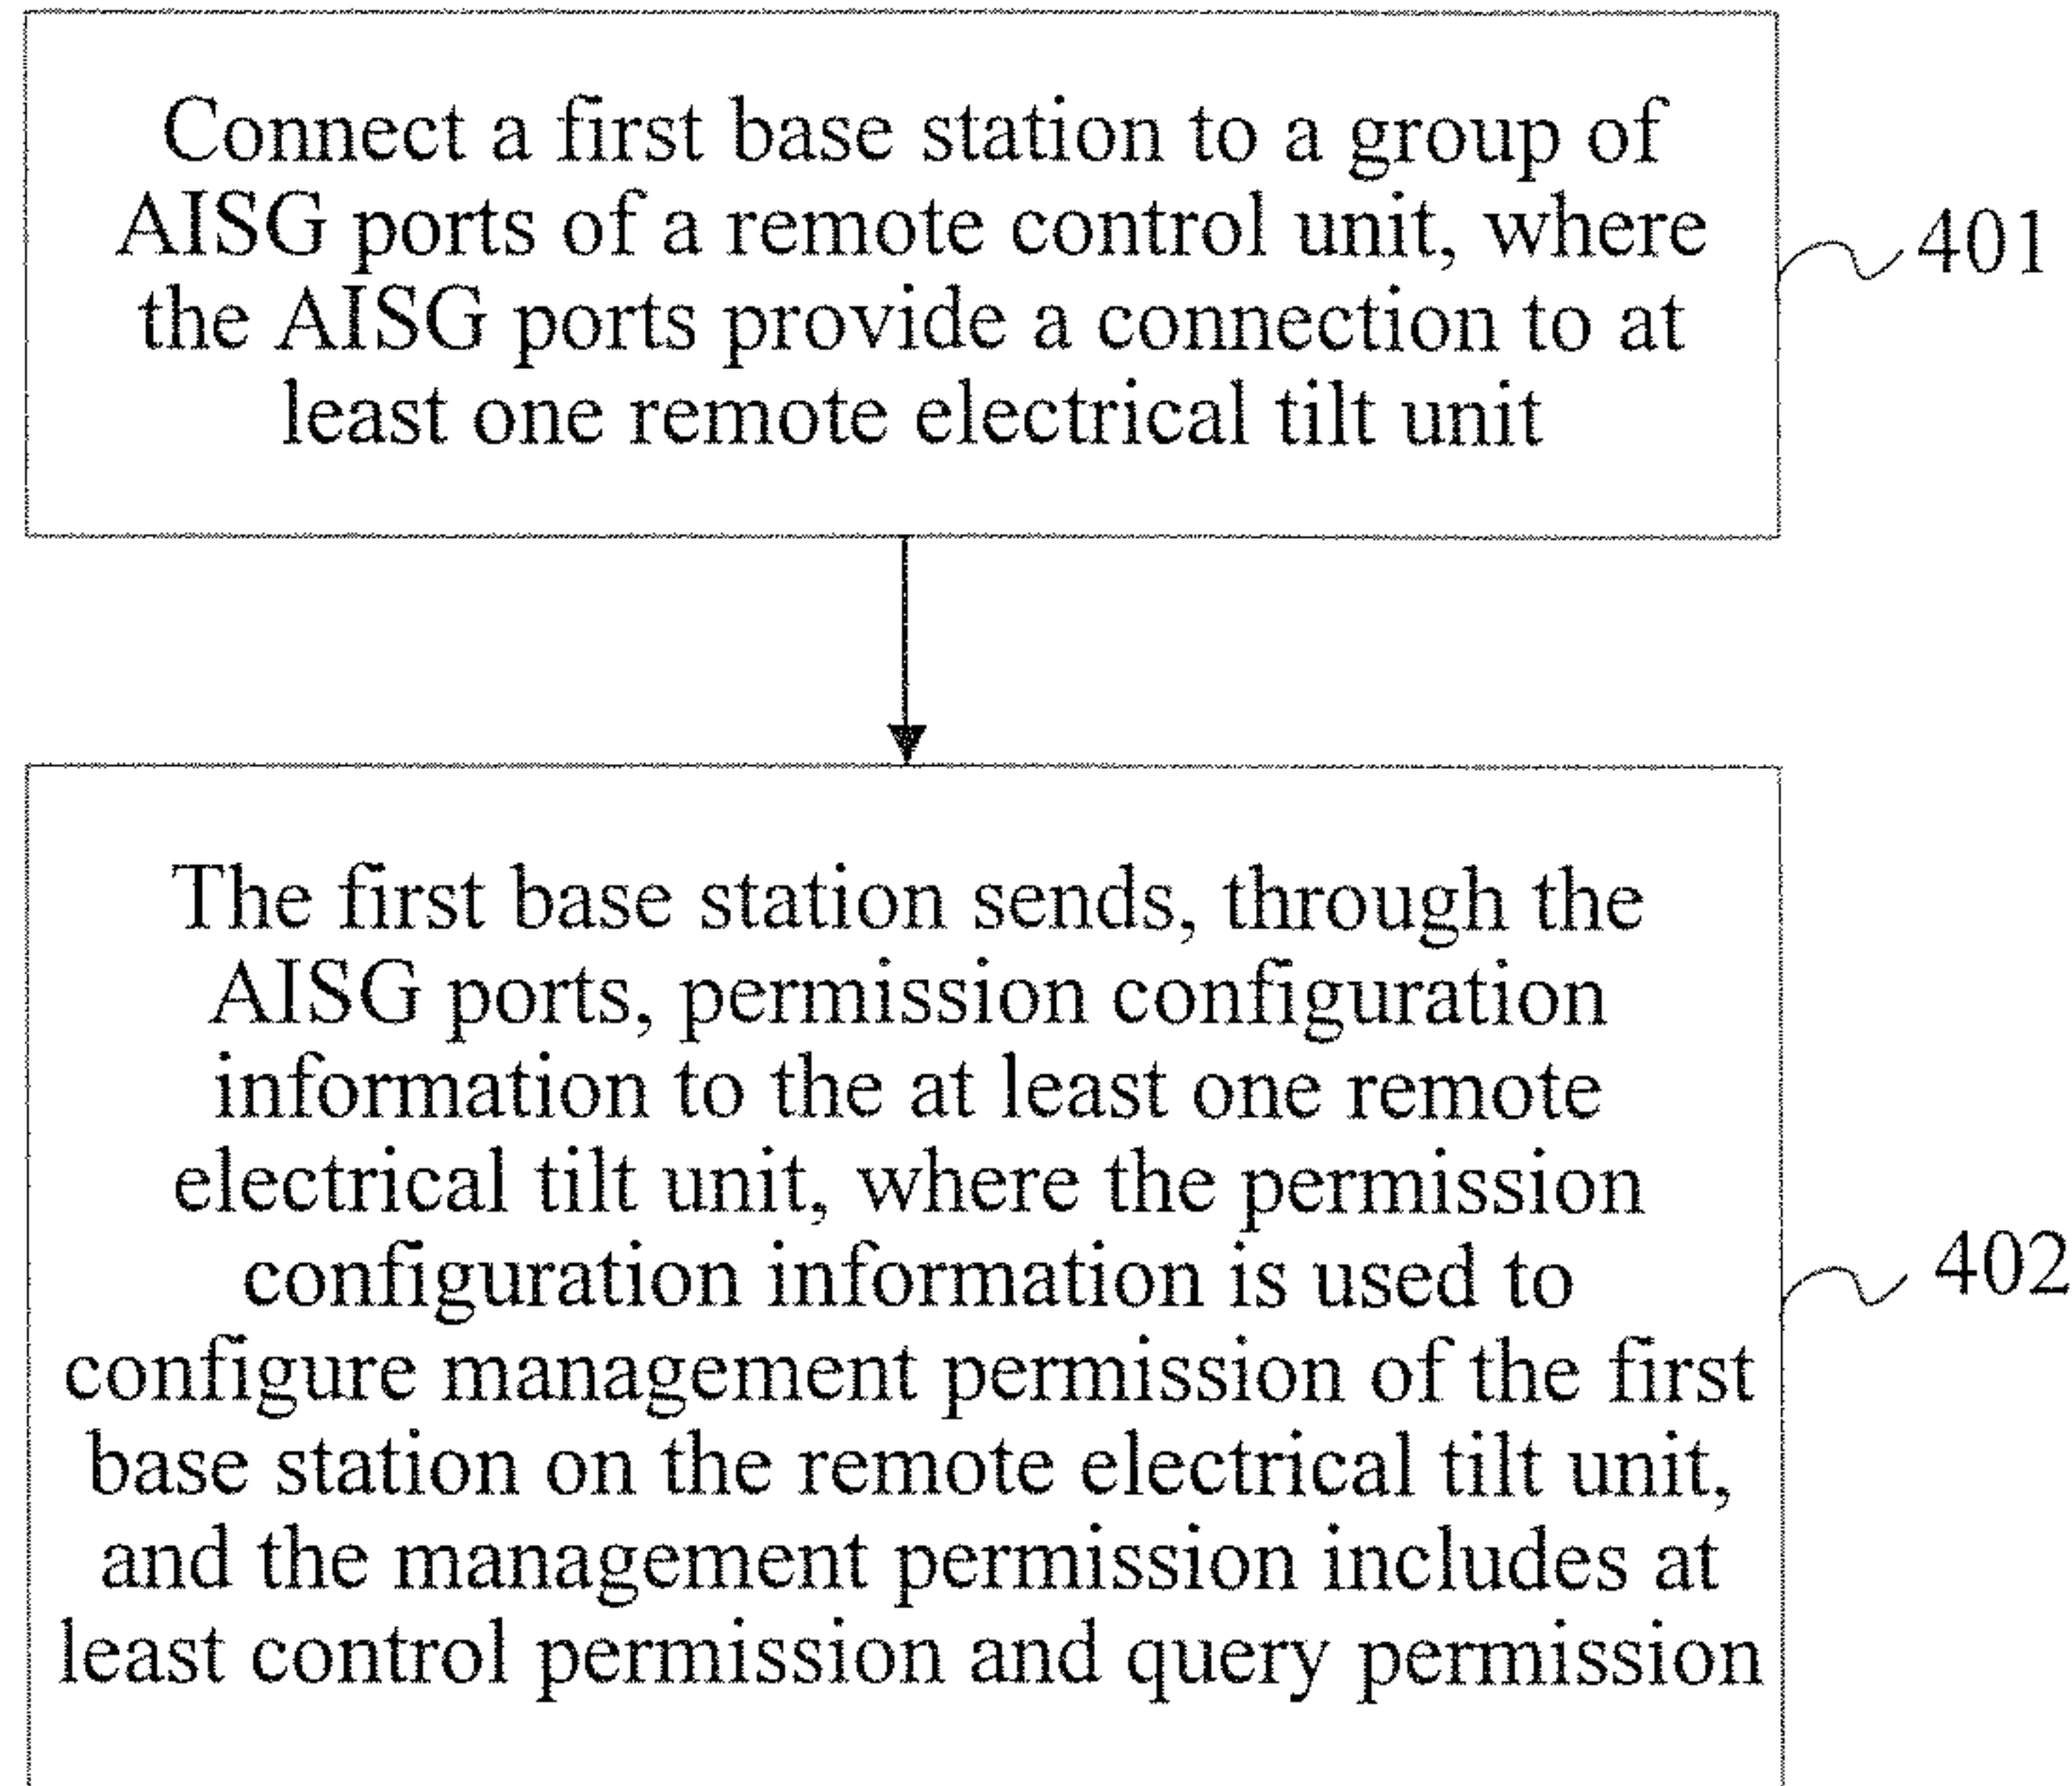 Connect a first base station to a group of
AISG ports of a remote control unit, where
the AISG ports provide a connection to at
least one remote electrical tilt unit
401
The first base station sends, through the
AISG ports, permission configuration
information to the at least one remote
electrical tilt unit, where the permission
configuration information is used to
configure management permission of the first
base station on the remote electrical tilt unit,
and the management permission includes at
least control permission and query permission
402